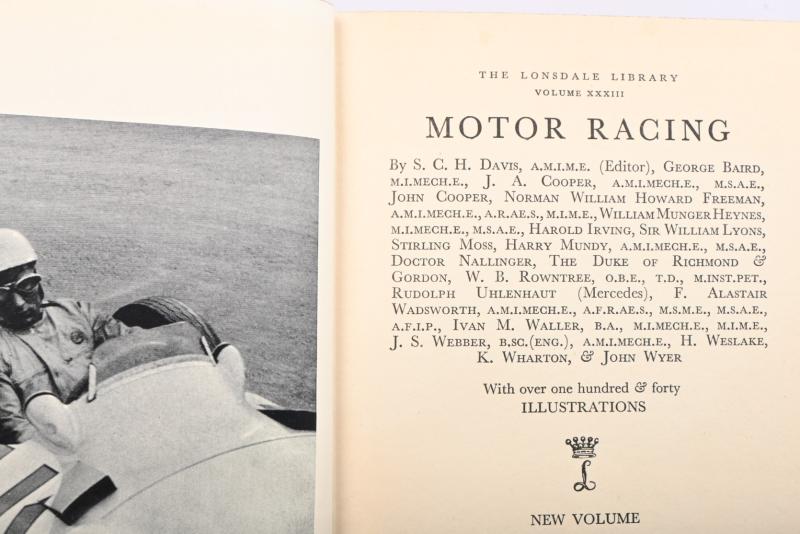 THE LONSDALE LIBRARY
VOLUME XXXIII
MOTOR RACING
By S. C. H. DAVIS, A.M.I.M.E. (Editor), GEORGE BAIRD,
M.I.MECH.E., J. A. COOPER, A.M.I.MECH.E., M.S.A.E.,
JOHN COOPER, NORMAN WILLIAM HOWARD FREEMAN,
A.M.I.MECH.E., A.R.AE.S., M.I.M.E., WILLIAM MUNGER HEYNES,
M.I.MECH.E., M.S.A.E., HAROLD IRVING, SIR WILLIAM LYONS,
STIRLING MOSS, HARRY MUNDY, A.M.I.MECH.E., M.S.A.E.,
DOCTOR NALLINGER, THE DUKE OF RICHMOND &
GORDON, W. B. ROWNTREE, O.B.E., T.D., M.INST.PET.,
RUDOLPH UHLENHAUT (Mercedes), F. ALASTAIR
WADSWORTH, A.M.I.MECH.E., A.F.R.AE.S., M.S.M.E., M.S.A.E.,
A.F.I.P., IVAN M. WALLER, B.A., M.I.MECH.E., M.I.M.E.,
J. S. WEBBER, B.SC.(ENG.), A.M.I.MECH.E., H. WESLAKE,
K. WHARTON, & JOHN WYER
With over one hundred & forty
ILLUSTRATIONS
L
NEW VOLUME